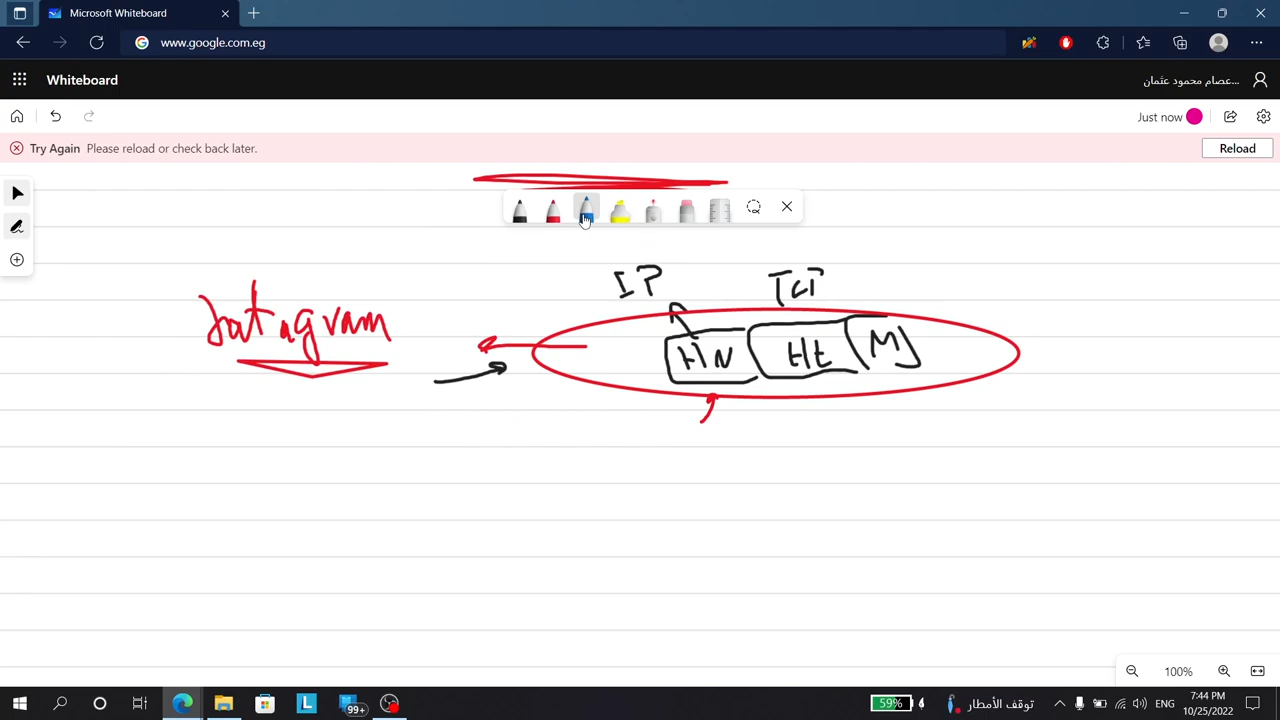 Microsoft Whiteboard
www.google.com.eg
Whiteboard
عصام محمود عثمان...
Just now
Try Again Please reload or check back later.
Reload
IP TCP
Datagram
HN Ht M
100%
99+
59%
توقف الأمطار
ENG
7:44 PM
10/25/2022